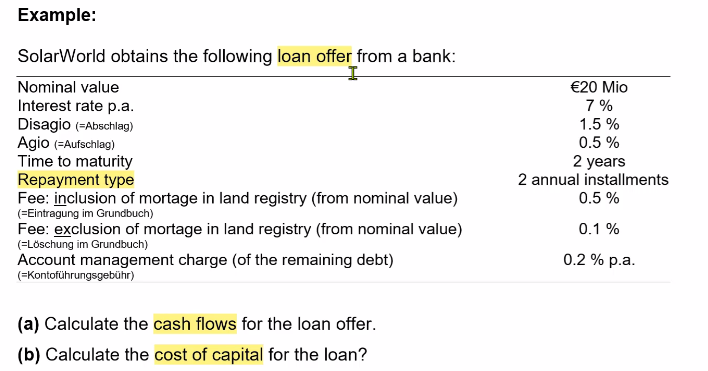 Example:
SolarWorld obtains the following loan offer from a bank:
Nominal value €20 Mio
Interest rate p.a. 7 %
Disagio (=Abschlag) 1.5 %
Agio (=Aufschlag) 0.5 %
Time to maturity 2 years
Repayment type 2 annual installments
Fee: inclusion of mortage in land registry (from nominal value) 0.5 %
(=Eintragung im Grundbuch)
Fee: exclusion of mortage in land registry (from nominal value) 0.1 %
(=Löschung im Grundbuch)
Account management charge (of the remaining debt) 0.2 % p.a.
(=Kontoführungsgebühr)
(a) Calculate the cash flows for the loan offer.
(b) Calculate the cost of capital for the loan?